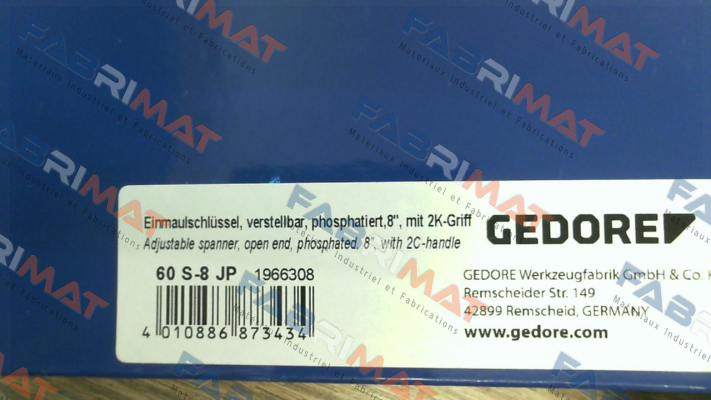 Einmaulschlüssel, verstellbar, phosphatiert,8", mit 2K-Griff
Adjustable spanner, open end, phosphated, 8", with 2C-handle
60 S-8 JP 1966308
4 010886 873434
GEDORE
GEDORE Werkzeugfabrik GmbH & Co.
Remscheider Str. 149
42899 Remscheid, GERMANY
www.gedore.com
FABRIMAT
Matériaux Industriel et Fabrications